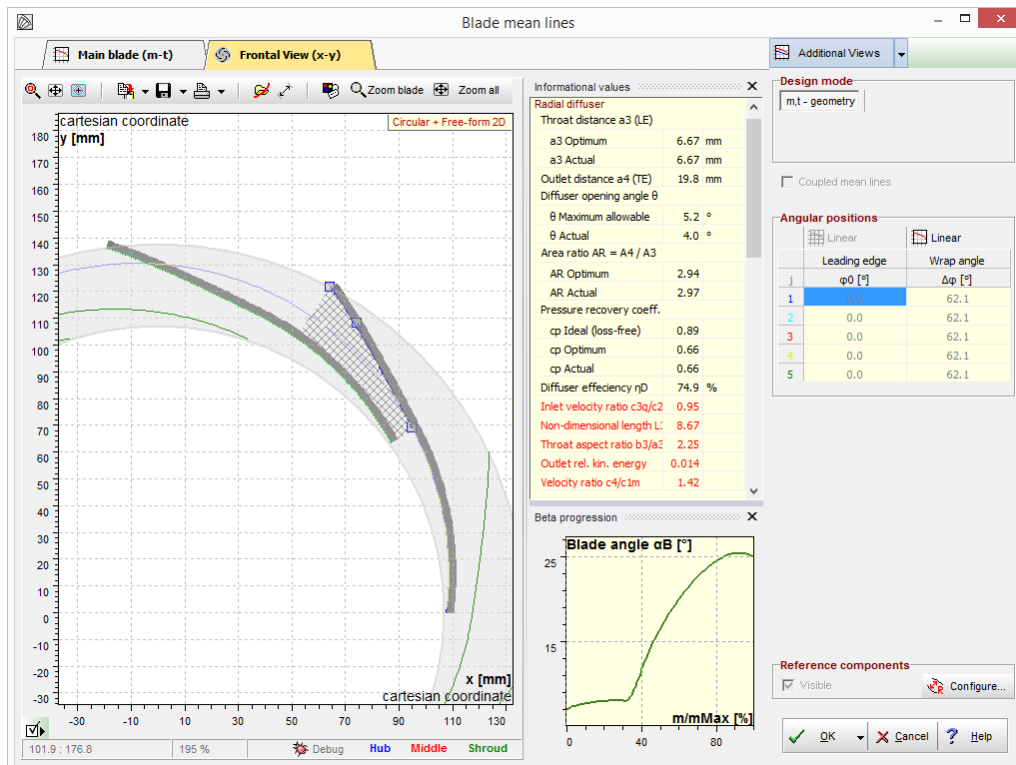 Blade mean lines
Main blade (m-t)
Frontal View (x-y)
Additional Views
Zoom blade
Zoom all
cartesian coordinate
y [mm]
Circular + Free-form 2D
180
170
160
150
140
130
120
110
100
90
80
70
60
50
40
30
20
10
0
-10
-20
-30
x [mm]
cartesian coordinate
-30 -10 10 30 50 70 90 110 130
101.9 : 176.8
195 %
Debug
Hub
Middle
Shroud
Informational values
Radial diffuser
Throat distance a3 (LE)
a3 Optimum 6.67 mm
a3 Actual 6.67 mm
Outlet distance a4 (TE) 19.8 mm
Diffuser opening angle θ
θ Maximum allowable 5.2 °
θ Actual 4.0 °
Area ratio AR = A4 / A3
AR Optimum 2.94
AR Actual 2.97
Pressure recovery coeff.
cp Ideal (loss-free) 0.89
cp Optimum 0.66
cp Actual 0.66
Diffuser effeciency ηD 74.9 %
Inlet velocity ratio c3q/c2 0.95
Non-dimensional length L: 8.67
Throat aspect ratio b3/a3 2.25
Outlet rel. kin. energy 0.014
Velocity ratio c4/c1m 1.42
Beta progression
Blade angle αB [°]
25
15
m/mMax [%]
0 40 80
Design mode
m,t - geometry
Coupled mean lines
Angular positions
Linear
Linear
Leading edge Wrap angle
j φ0 [°] Δφ [°]
1 0.0 62.1
2 0.0 62.1
3 0.0 62.1
4 0.0 62.1
5 0.0 62.1
Reference components
Visible
Configure...
OK
Cancel
Help